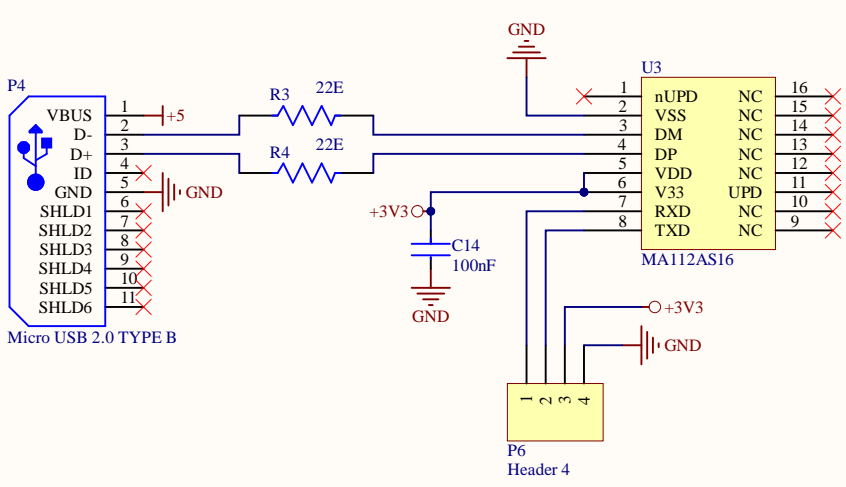 P4
VBUS 1 +5
D- 2
D+ 3
ID 4
GND 5 GND
SHLD1 6
SHLD2 7
SHLD3 8
SHLD4 9
SHLD5 10
SHLD6 11
Micro USB 2.0 TYPE B
R3 22E
R4 22E
GND
+3V3
C14
100nF
GND
U3
1 nUPD NC 16
2 VSS NC 15
3 DM NC 14
4 DP NC 13
5 VDD NC 12
6 V33 UPD 11
7 RXD NC 10
8 TXD NC 9
MA112AS16
+3V3
GND
1 2 3 4
P6
Header 4